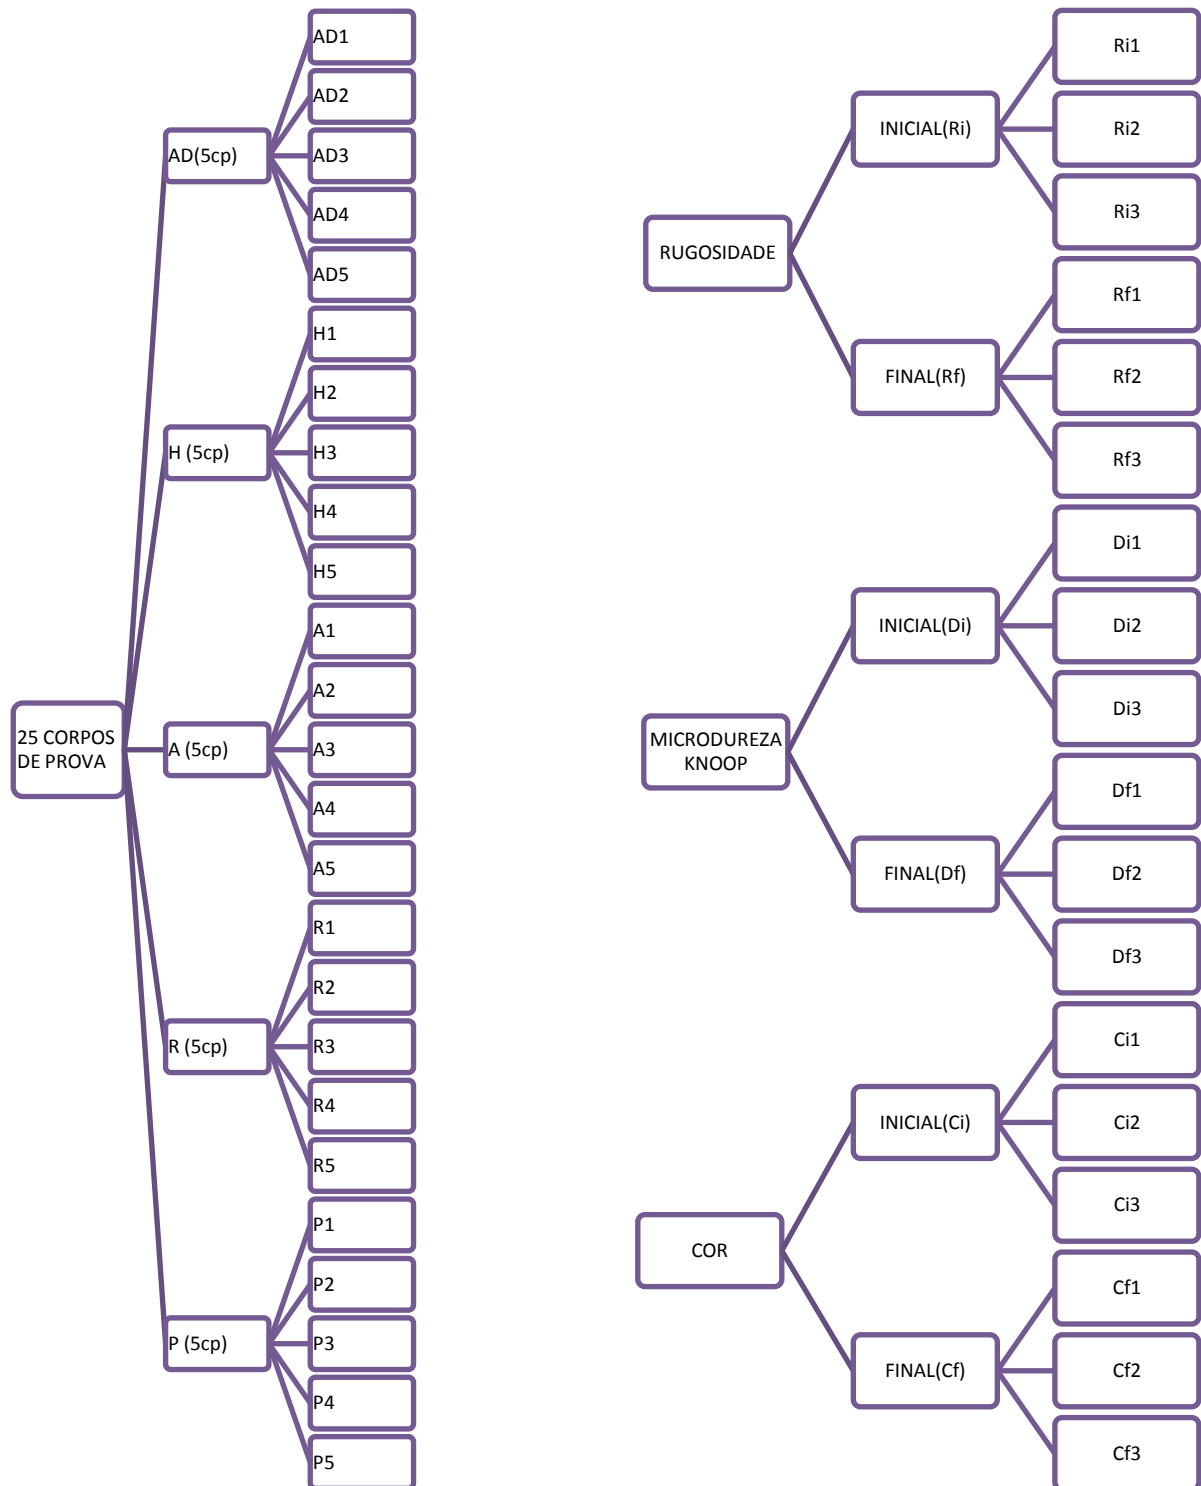 25 CORPOS
DE PROVA
AD(5cp)
AD1
AD2
AD3
AD4
AD5
H (5cp)
H1
H2
H3
H4
H5
A (5cp)
A1
A2
A3
A4
A5
R (5cp)
R1
R2
R3
R4
R5
P (5cp)
P1
P2
P3
P4
P5
RUGOSIDADE
INICIAL(Ri)
Ri1
Ri2
Ri3
FINAL(Rf)
Rf1
Rf2
Rf3
MICRODUREZA
KNOOP
INICIAL(Di)
Di1
Di2
Di3
FINAL(Df)
Df1
Df2
Df3
COR
INICIAL(Ci)
Ci1
Ci2
Ci3
FINAL(Cf)
Cf1
Cf2
Cf3